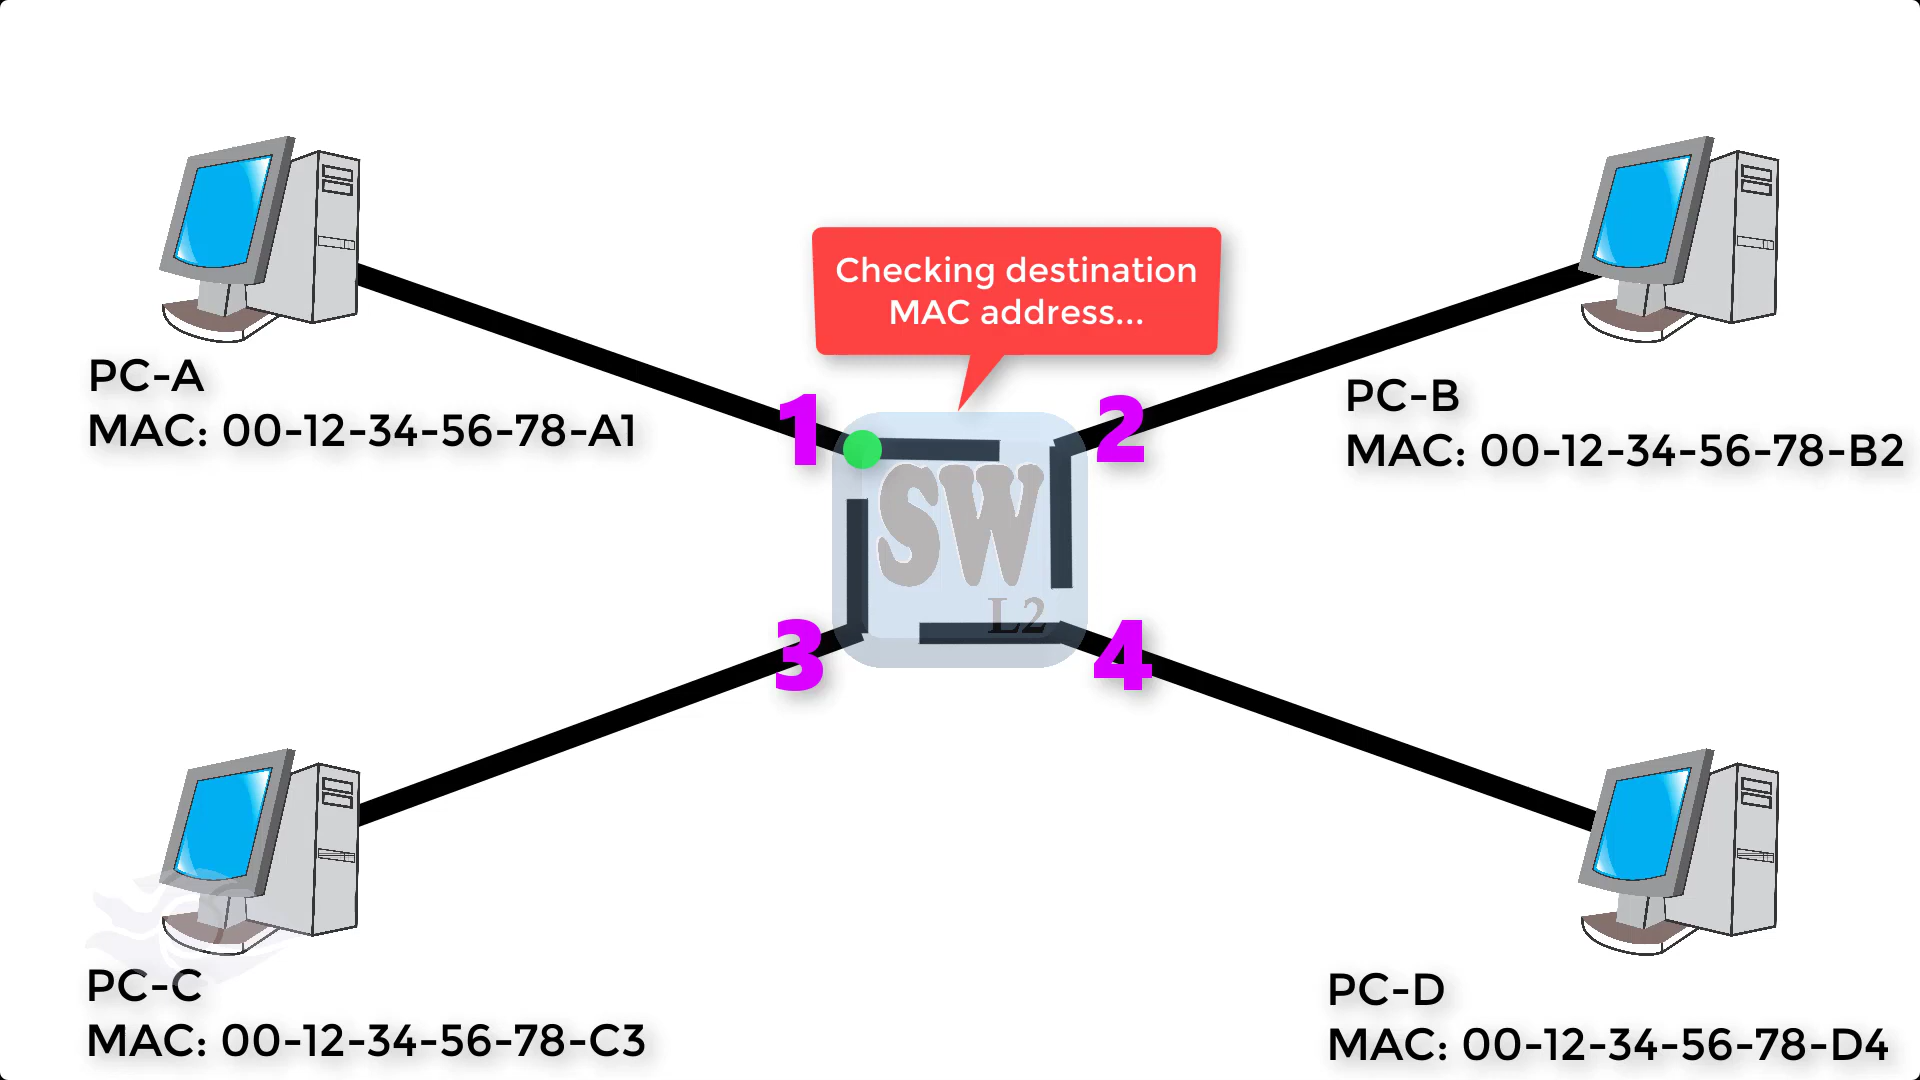 Checking destination
MAC address...
PC-A
MAC: 00-12-34-56-78-A1
PC-B
MAC: 00-12-34-56-78-B2
1
2
SW
L2
3
4
PC-C
MAC: 00-12-34-56-78-C3
PC-D
MAC: 00-12-34-56-78-D4